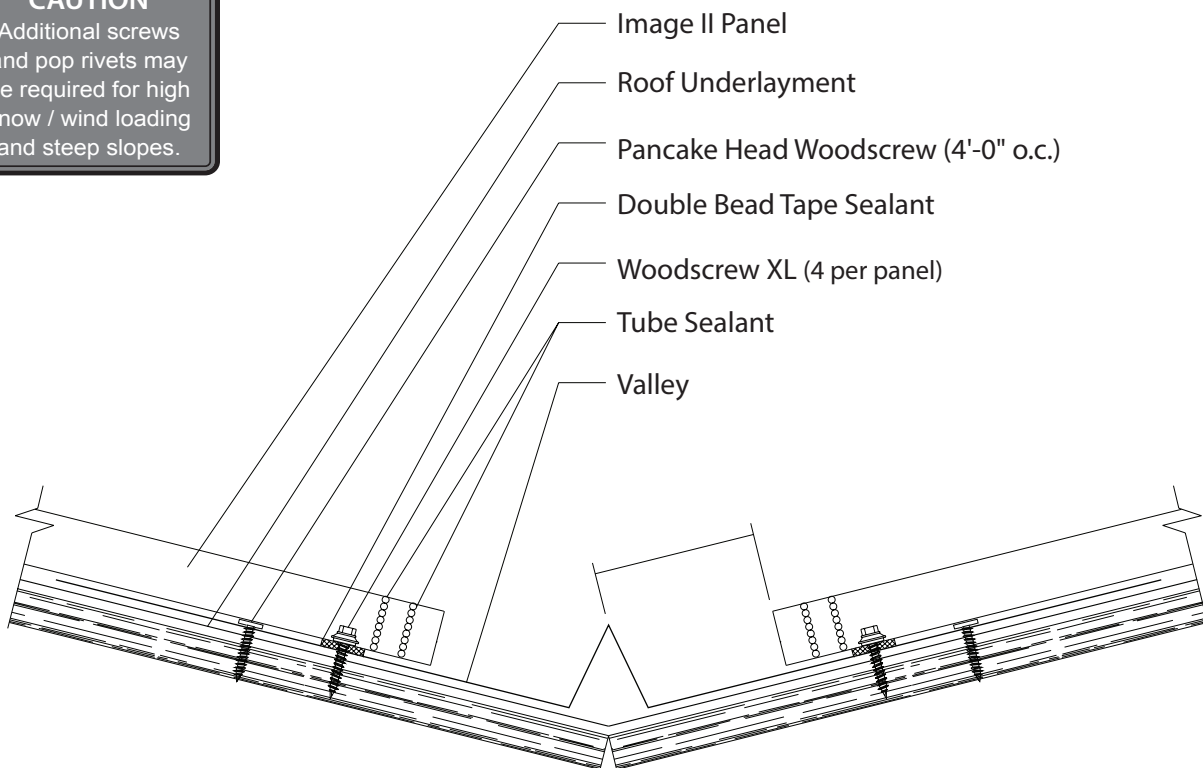 CAUTION
Additional screws
and pop rivets may
be required for high
snow / wind loading
and steep slopes.
Image II Panel
Roof Underlayment
Pancake Head Woodscrew (4'-0" o.c.)
Double Bead Tape Sealant
Woodscrew XL (4 per panel)
Tube Sealant
Valley